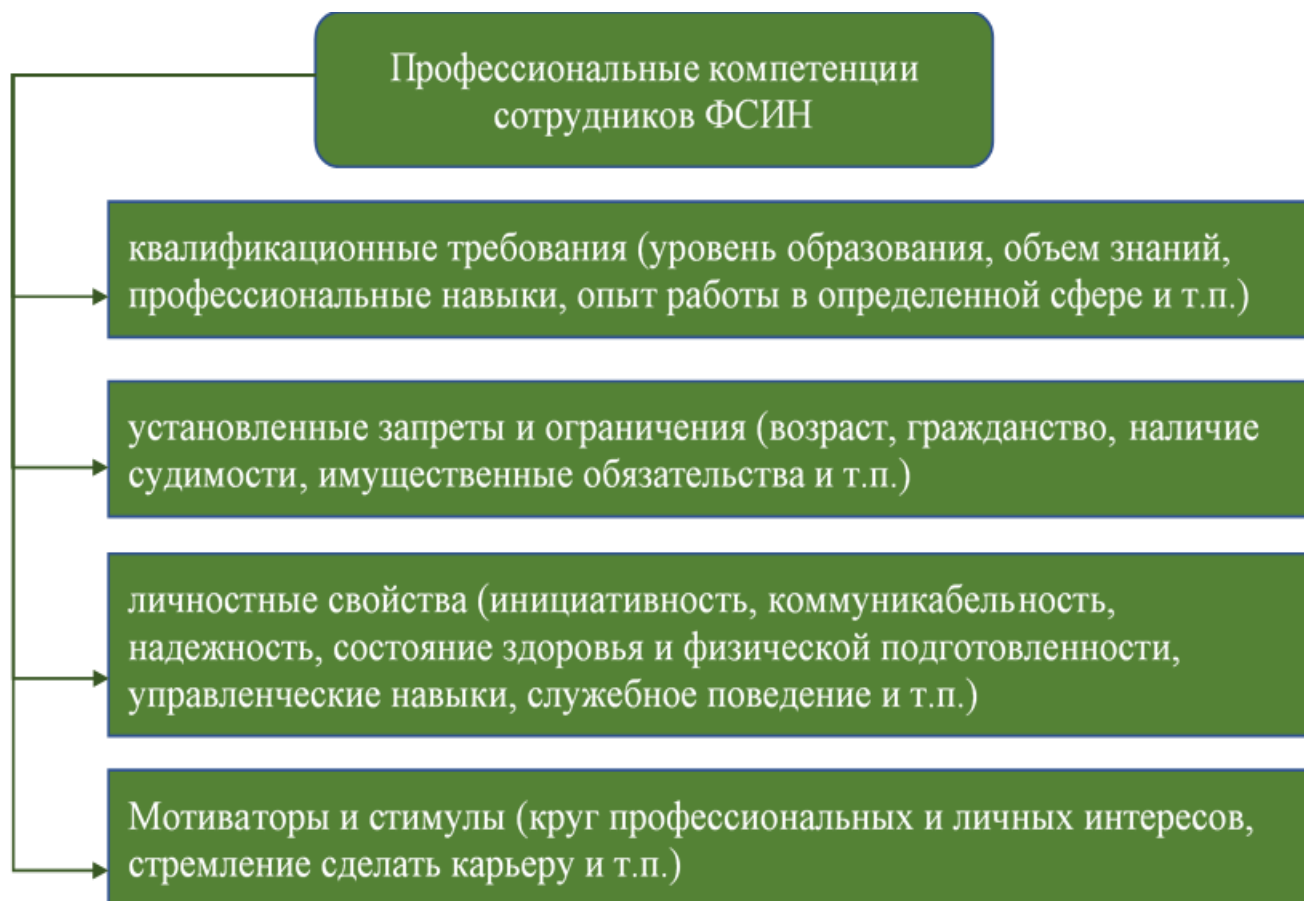 Профессиональные компетенции
сотрудников ФСИН
квалификационные требования (уровень образования, объем знаний,
профессиональные навыки, опыт работы в определенной сфере и т.п.)
установленные запреты и ограничения (возраст, гражданство, наличие
судимости, имущественные обязательства и т.п.)
личностные свойства (инициативность, коммуникабельность,
надежность, состояние здоровья и физической подготовленности,
управленческие навыки, служебное поведение и т.п.)
Мотиваторы и стимулы (круг профессиональных и личных интересов,
стремление сделать карьеру и т.п.)